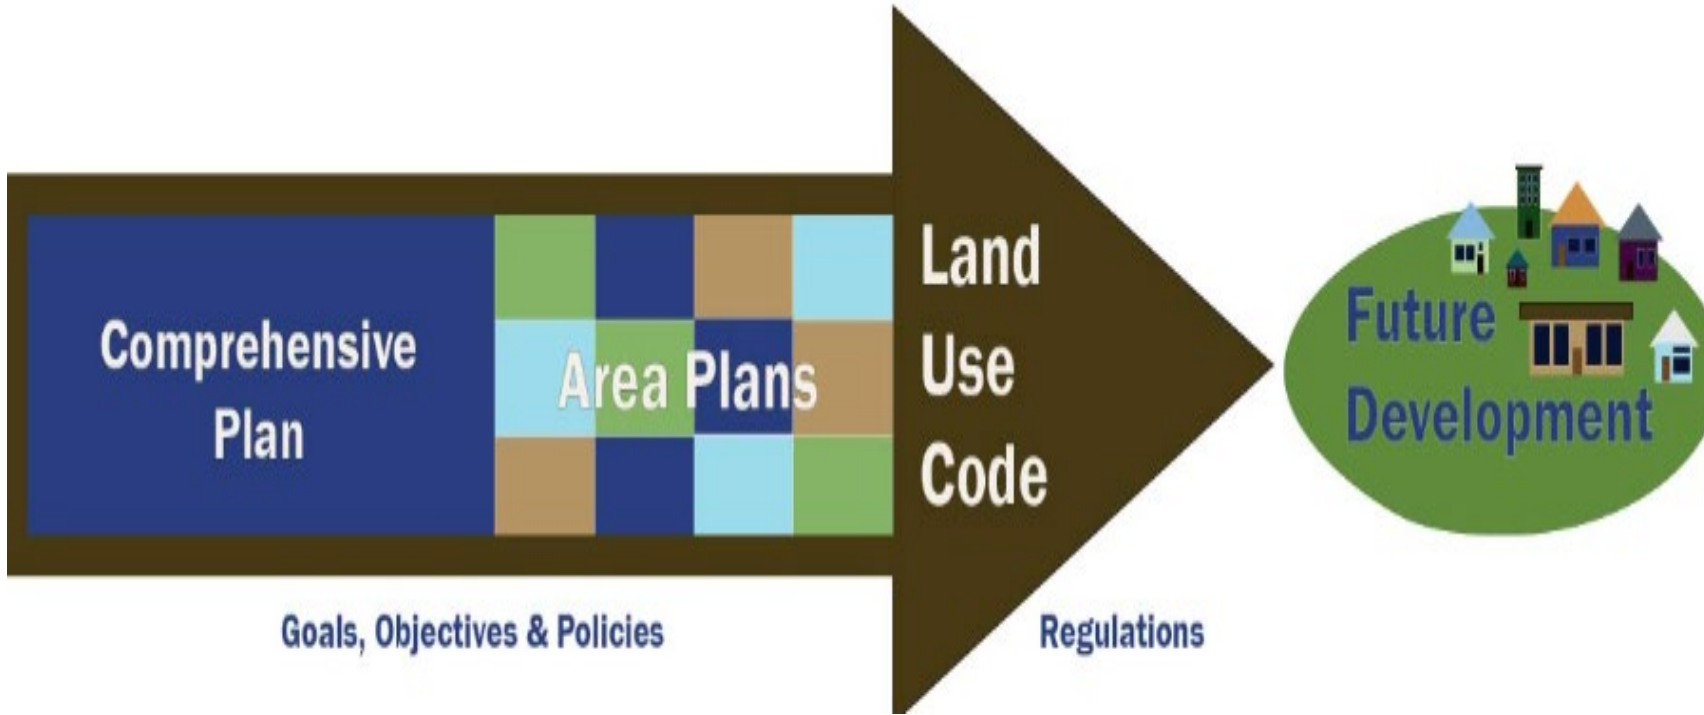 Comprehensive
Plan
Area Plans
Land
Use
Code
Future
Development
Goals, Objectives & Policies
Regulations